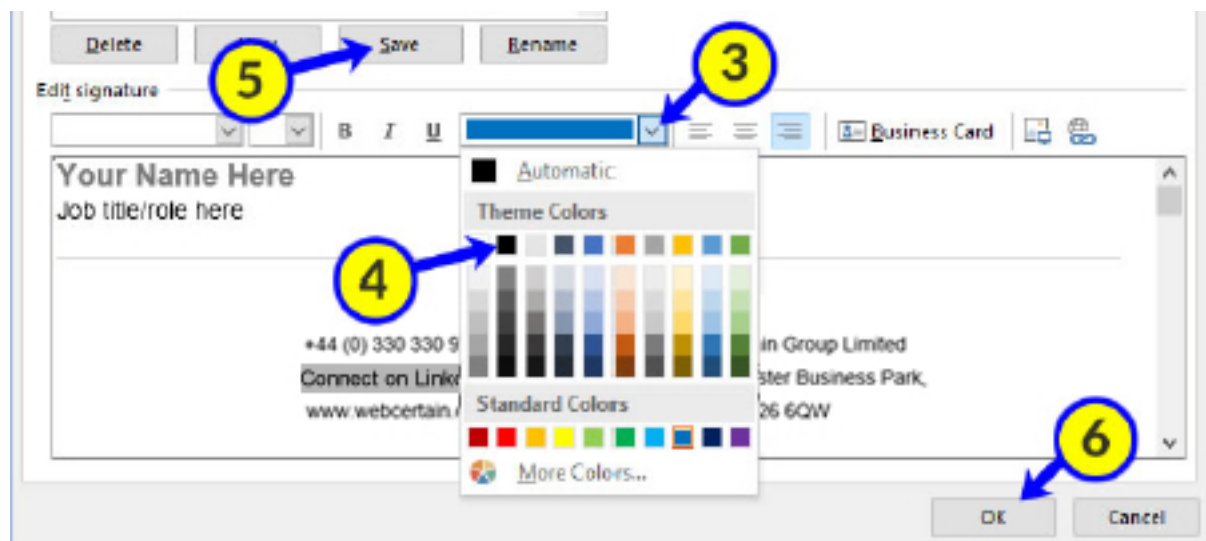 Delete Save Rename
5
3
Edit signature
B I U Business Card
Your Name Here
Automatic
Job title/role here
Theme Colors
4
+44 (0) 330 330 9 in Group Limited
Connect on Link ster Business Park,
www.webcertain. 26 6QW
Standard Colors
More Colors...
6
OK Cancel